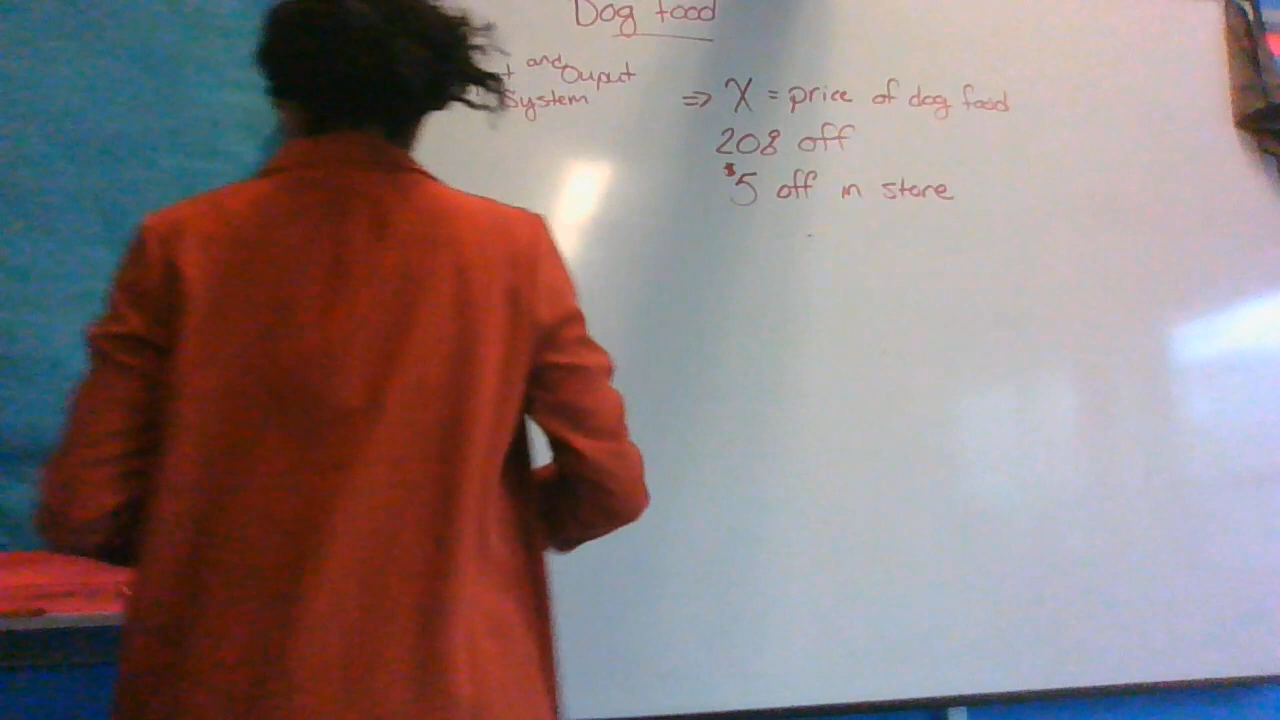 Dog food
and Ouput
System
⇒ X = price of dog food
20% off
$5 off in store